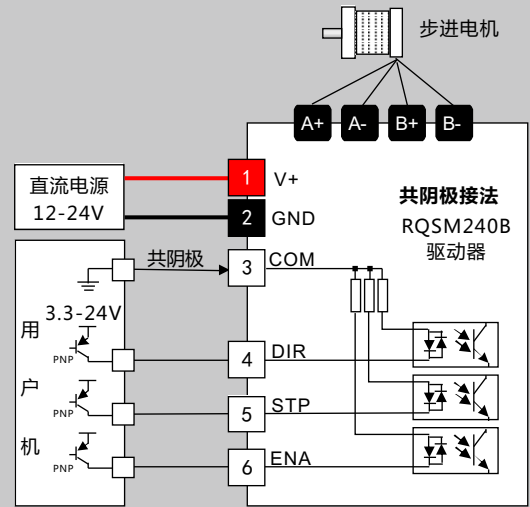 步进电机
A+ A- B+ B-
直流电源
12-24V
1 V+
2 GND
共阴极接法
RQSM240B
驱动器
共阴极
3 COM
3.3-24V
用户机
PNP
4 DIR
PNP
5 STP
PNP
6 ENA